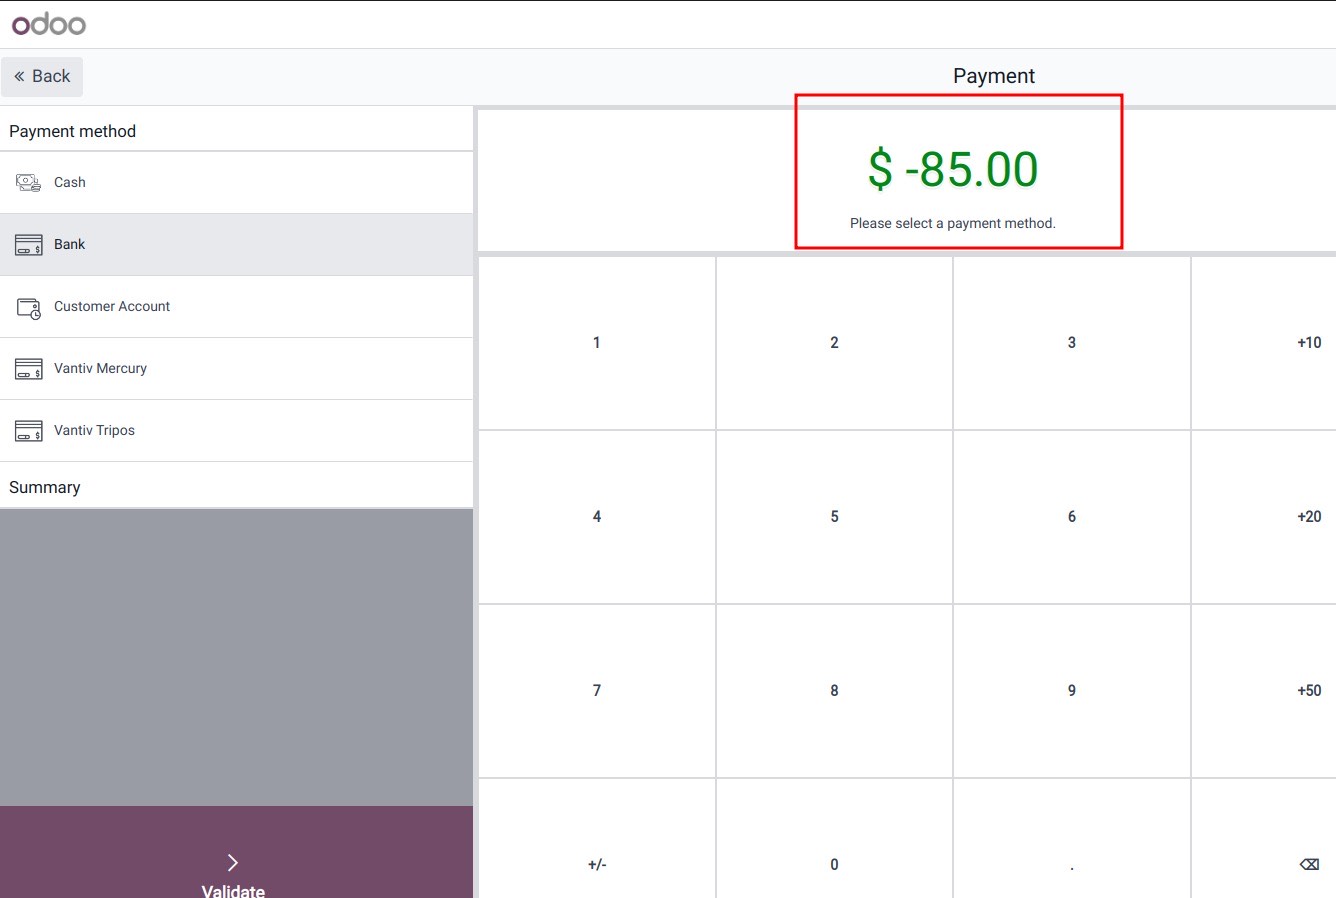 odoo
« Back
Payment
Payment method
Cash
Bank
Customer Account
Vantiv Mercury
Vantiv Tripos
Summary
Validate
$ -85.00
Please select a payment method.
1 2 3 +10
4 5 6 +20
7 8 9 +50
+/- 0 . ⌫